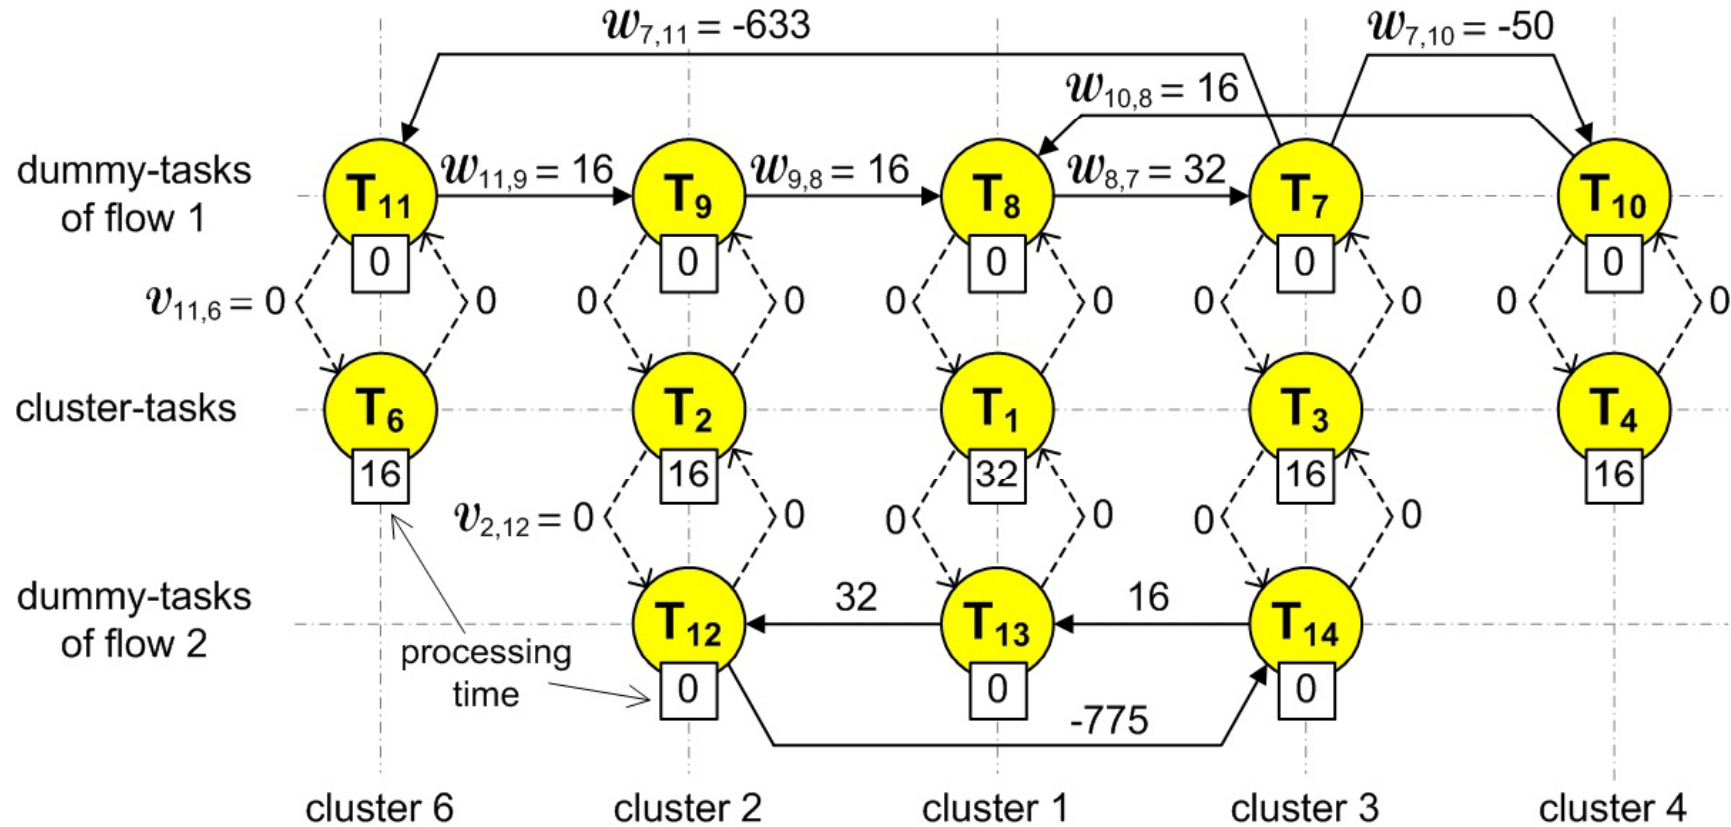 w7,11 = -633
w7,10 = -50
w10,8 = 16
dummy-tasks
of flow 1
T11
w11,9 = 16
T9
w9,8 = 16
T8
w8,7 = 32
T7
T10
0
0
0
0
0
v11,6 = 0
0
0
0
0
0
0
0
0
0
cluster-tasks
T6
T2
T1
T3
T4
16
16
32
16
16
v2,12 = 0
0
0
0
0
0
dummy-tasks
of flow 2
T12
32
T13
16
T14
processing
time
0
0
0
-775
cluster 6
cluster 2
cluster 1
cluster 3
cluster 4